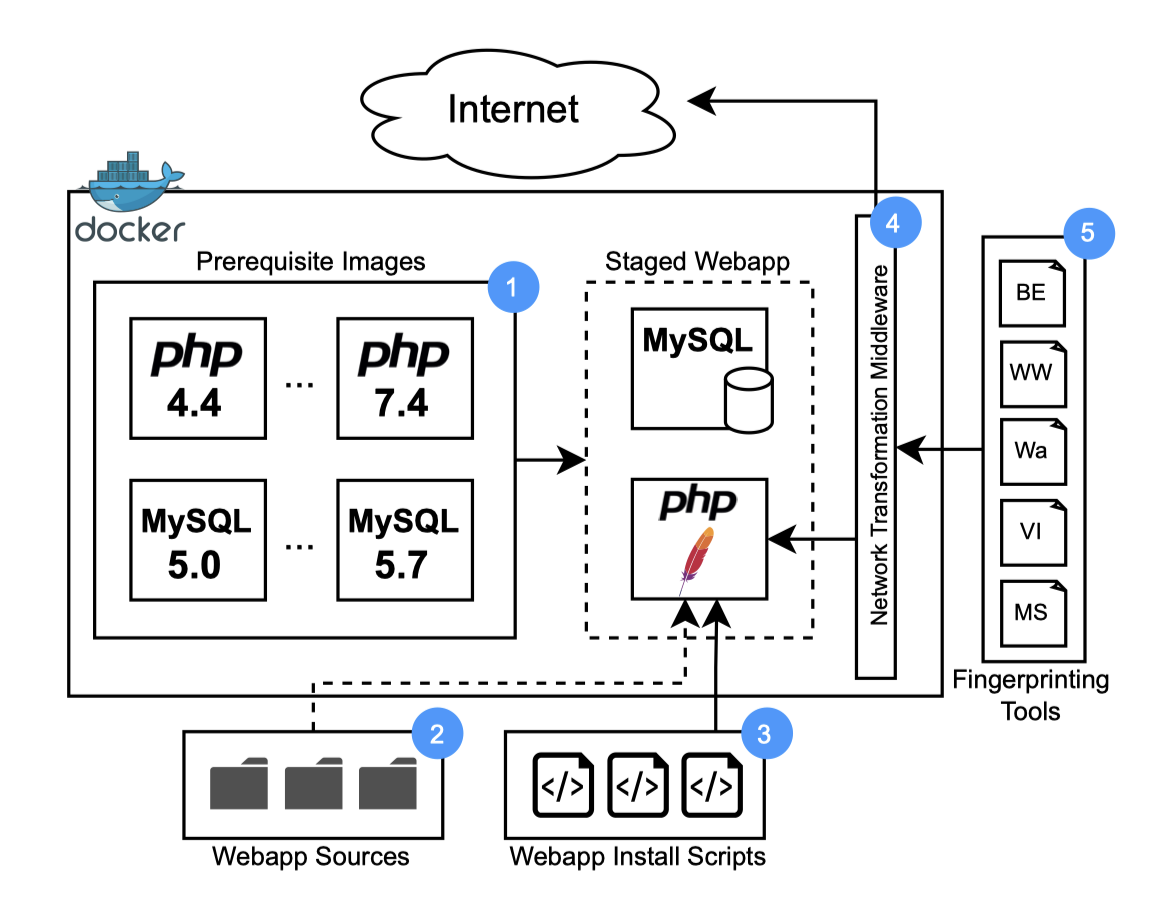 Internet
docker
Prerequisite Images
1
php
4.4
...
php
7.4
MySQL
5.0
...
MySQL
5.7
Staged Webapp
MySQL
php
4
Network Transformation Middleware
5
BE
WW
Wa
VI
MS
Fingerprinting
Tools
2
Webapp Sources
3
</>
</>
</>
Webapp Install Scripts